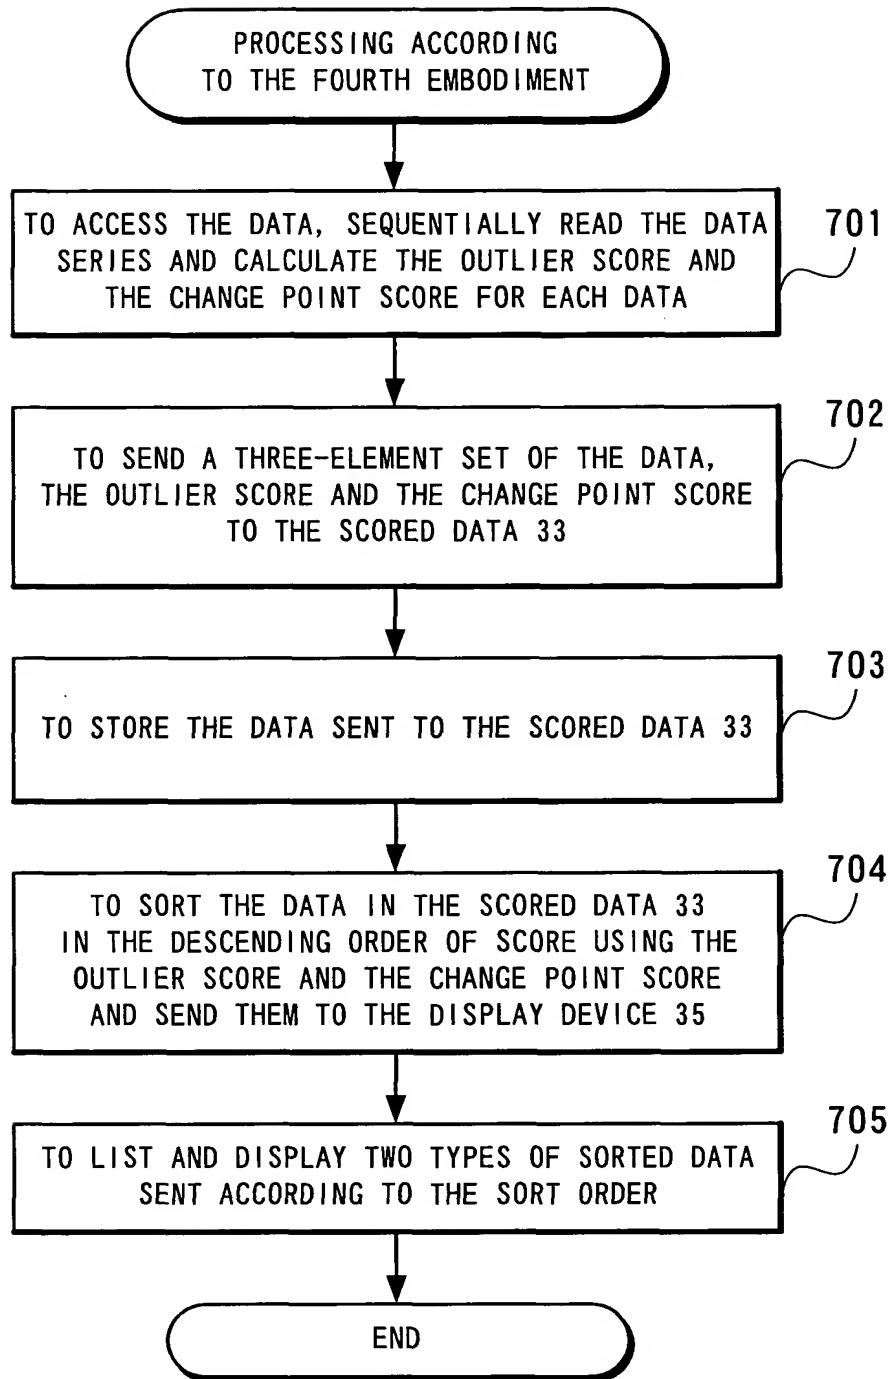 PROCESSING ACCORDING
TO THE FOURTH EMBODIMENT
TO ACCESS THE DATA, SEQUENTIALLY READ THE DATA
SERIES AND CALCULATE THE OUTLIER SCORE AND
THE CHANGE POINT SCORE FOR EACH DATA
701
TO SEND A THREE-ELEMENT SET OF THE DATA,
THE OUTLIER SCORE AND THE CHANGE POINT SCORE
TO THE SCORED DATA 33
702
TO STORE THE DATA SENT TO THE SCORED DATA 33
703
TO SORT THE DATA IN THE SCORED DATA 33
IN THE DESCENDING ORDER OF SCORE USING THE
OUTLIER SCORE AND THE CHANGE POINT SCORE
AND SEND THEM TO THE DISPLAY DEVICE 35
704
TO LIST AND DISPLAY TWO TYPES OF SORTED DATA
SENT ACCORDING TO THE SORT ORDER
705
END